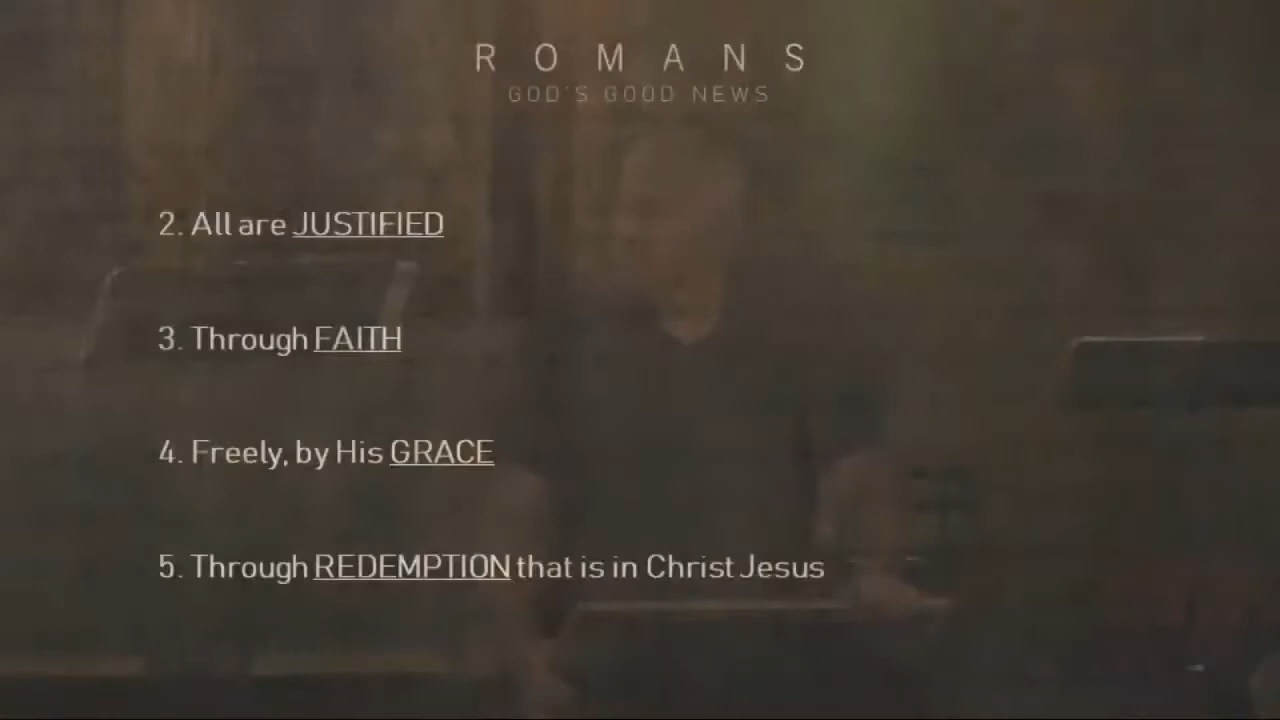 ROMANS
GOD'S GOOD NEWS
2. All are JUSTIFIED
3. Through FAITH
4. Freely, by His GRACE
5. Through REDEMPTION that is in Christ Jesus